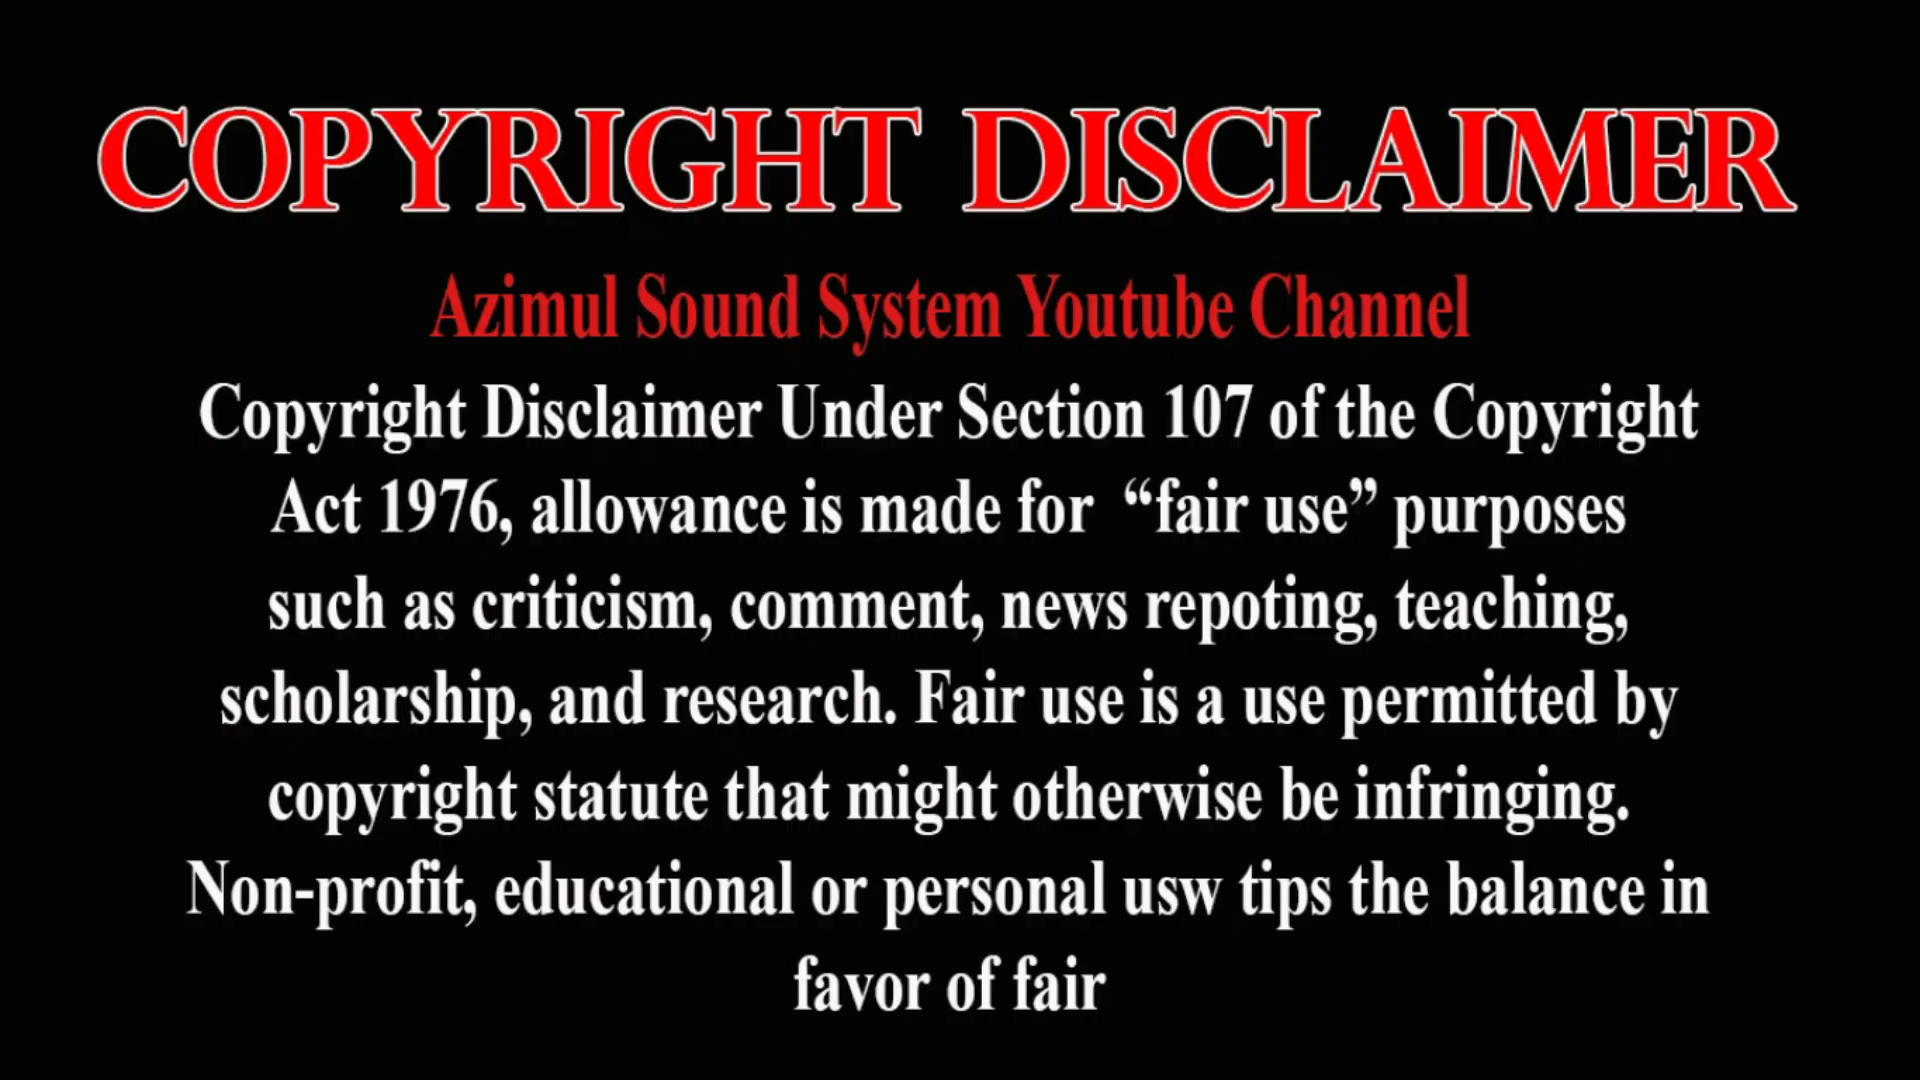 COPYRIGHT DISCLAIMER
Azimul Sound System Youtube Channel
Copyright Disclaimer Under Section 107 of the Copyright
Act 1976, allowance is made for “fair use” purposes
such as criticism, comment, news repoting, teaching,
scholarship, and research. Fair use is a use permitted by
copyright statute that might otherwise be infringing.
Non-profit, educational or personal usw tips the balance in
favor of fair